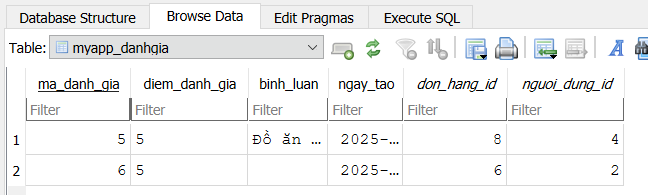 Database Structure Browse Data Edit Pragmas Execute SQL
Table: myapp_danhgia
ma_danh_gia diem_danh_gia binh_luan ngay_tao don_hang_id nguoi_dung_id
Filter Filter Filter Filter Filter Filter
1 5 5 Đồ ăn … 2025-… 8 4
2 6 5 2025-… 6 2